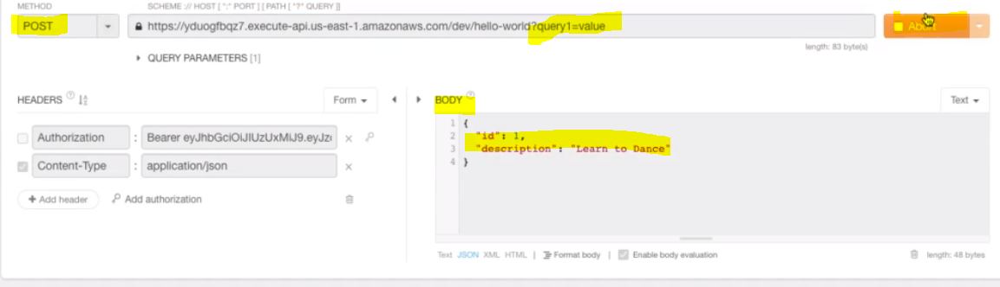 METHOD
SCHEME :// HOST [ ":" PORT ] [ PATH [ "?" QUERY ]]
POST
https://yduogfbqz7.execute-api.us-east-1.amazonaws.com/dev/hello-world?query1=value
Abort
length: 83 byte(s)
QUERY PARAMETERS [1]
HEADERS
Form
BODY
Text
Authorization : Bearer eyJhbGciOiJIUzUxMiJ9.eyJz
Content-Type : application/json
+ Add header
Add authorization
1 {
2 "id": 1,
3 "description": "Learn to Dance"
4 }
Text JSON XML HTML | Format body | Enable body evaluation
length: 48 bytes